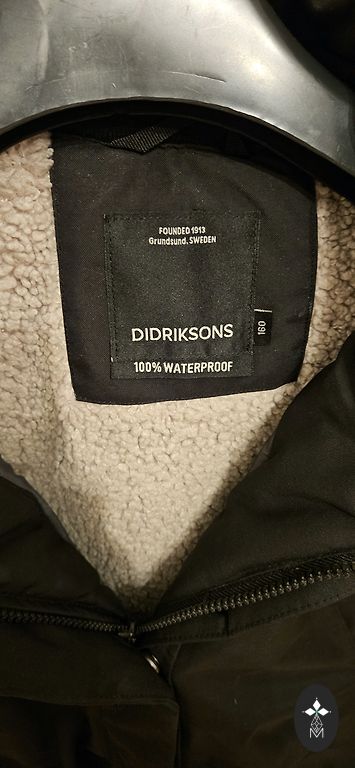 FOUNDED 1913
Grundsund. SWEDEN
DIDRIKSONS
160
100% WATERPROOF
M